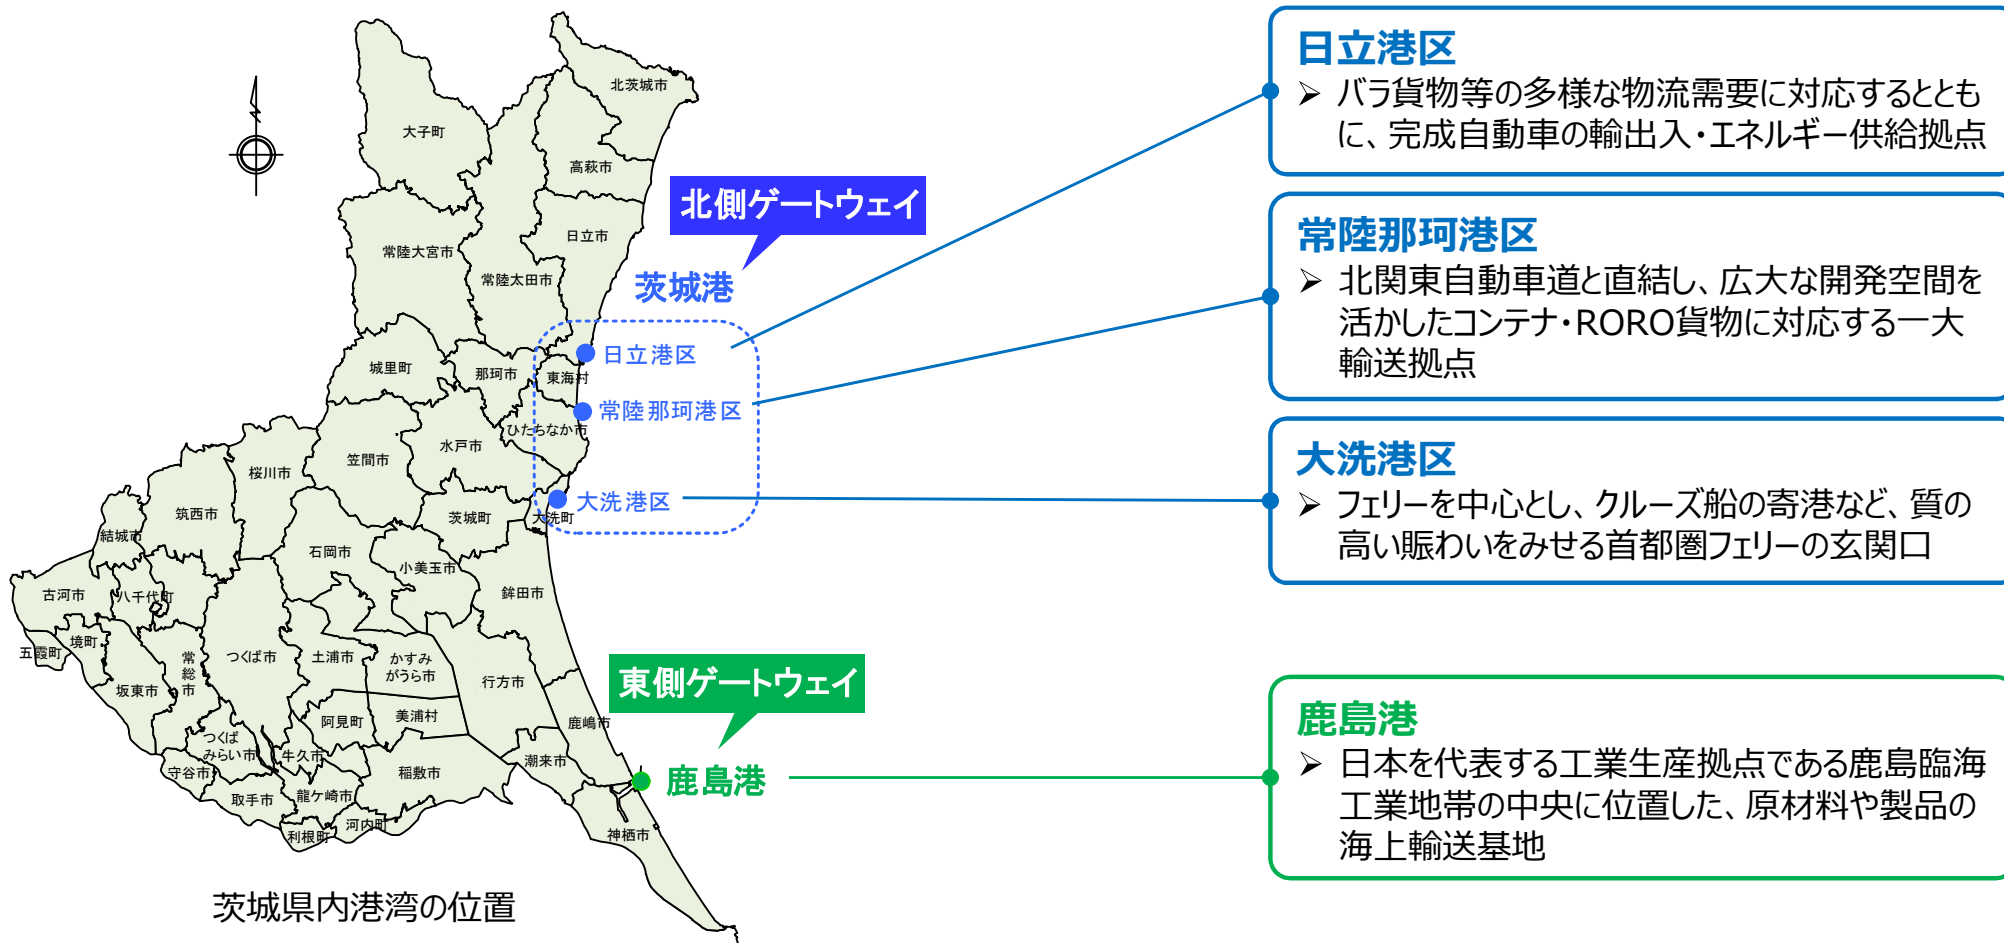 北茨城市
大子町
高萩市
北側ゲートウェイ
日立市
常陸大宮市
常陸太田市
茨城港
日立港区
城里町
那珂市
東海村
常陸那珂港区
ひたちなか市
水戸市
笠間市
桜川市
大洗港区
大洗町
茨城町
筑西市
結城市
石岡市
小美玉市
鉾田市
古河市
八千代町
境町
五霞町
常総市
つくば市
土浦市
かすみ
がうら市
行方市
坂東市
東側ゲートウェイ
阿見町
美浦村
鹿嶋市
つくば
みらい市
牛久市
守谷市
稲敷市
潮来市
鹿島港
取手市
龍ケ崎市
河内町
利根町
神栖市
茨城県内港湾の位置
日立港区
➢ バラ貨物等の多様な物流需要に対応するととも
に、完成自動車の輸出入・エネルギー供給拠点
常陸那珂港区
➢ 北関東自動車道と直結し、広大な開発空間を
活かしたコンテナ・RORO貨物に対応する一大
輸送拠点
大洗港区
➢ フェリーを中心とし、クルーズ船の寄港など、質の
高い賑わいをみせる首都圏フェリーの玄関口
鹿島港
➢ 日本を代表する工業生産拠点である鹿島臨海
工業地帯の中央に位置した、原材料や製品の
海上輸送基地